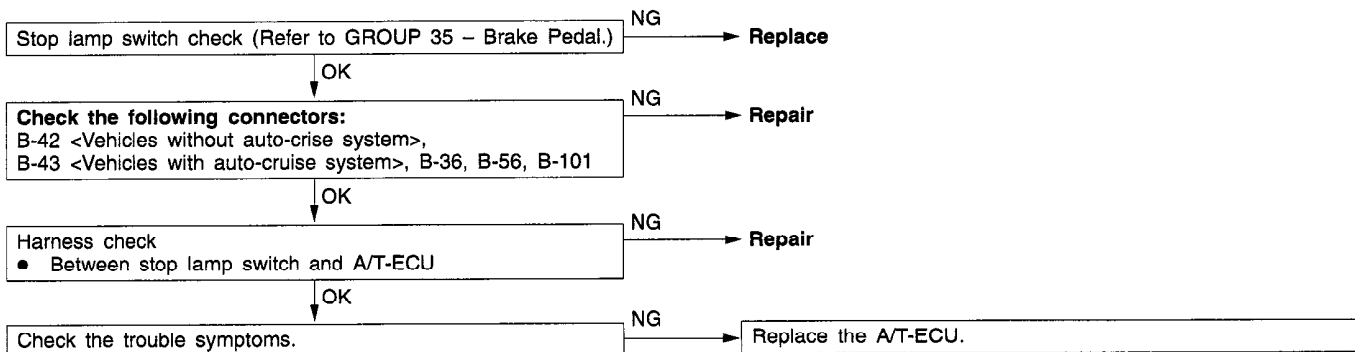 NG
Stop lamp switch check (Refer to GROUP 35 – Brake Pedal.)
Replace
OK
NG
Check the following connectors:
Repair
B-42 <Vehicles without auto-crise system>,
B-43 <Vehicles with auto-cruise system>, B-36, B-56, B-101
OK
NG
Harness check
Repair
● Between stop lamp switch and A/T-ECU
OK
NG
Check the trouble symptoms.
Replace the A/T-ECU.